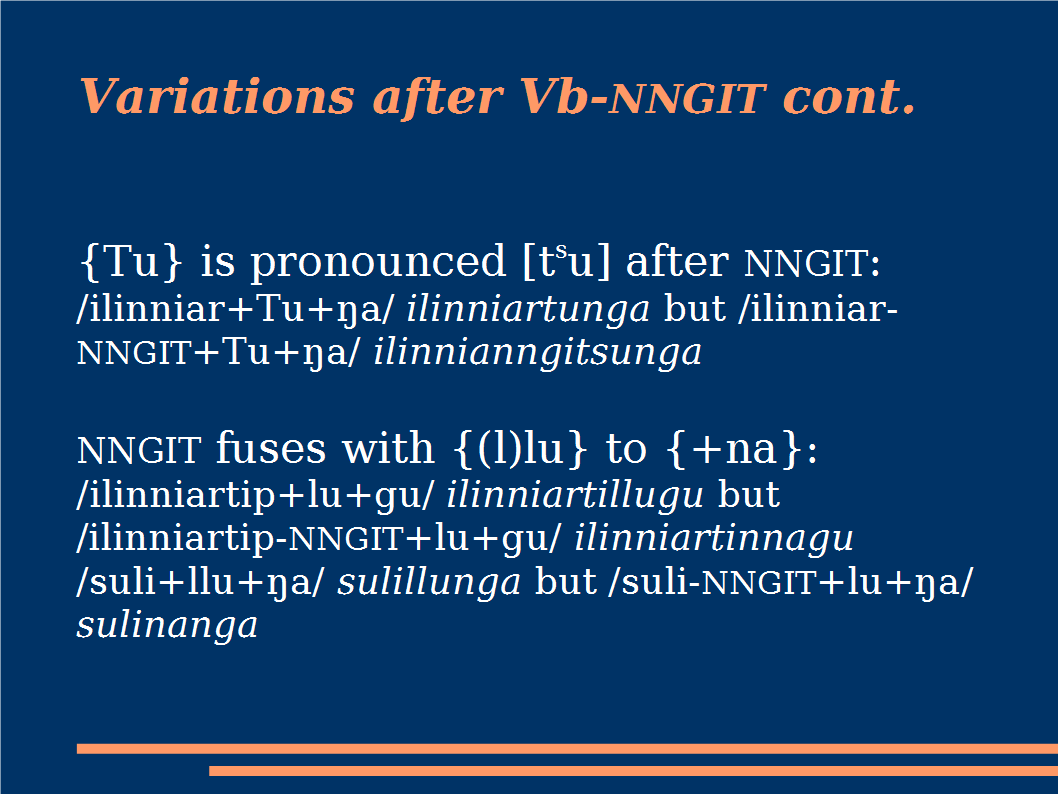 Variations after Vb-NNGIT cont.
{Tu} is pronounced [tˢu] after NNGIT:
/ilinniar+Tu+ŋa/ ilinniartunga but /ilinniar-
NNGIT+Tu+ŋa/ ilinnianngitsunga
NNGIT fuses with {(l)lu} to {+na}:
/ilinniartip+lu+gu/ ilinniartillugu but
/ilinniartip-NNGIT+lu+gu/ ilinniartinnagu
/suli+llu+ŋa/ sulillunga but /suli-NNGIT+lu+ŋa/
sulinanga